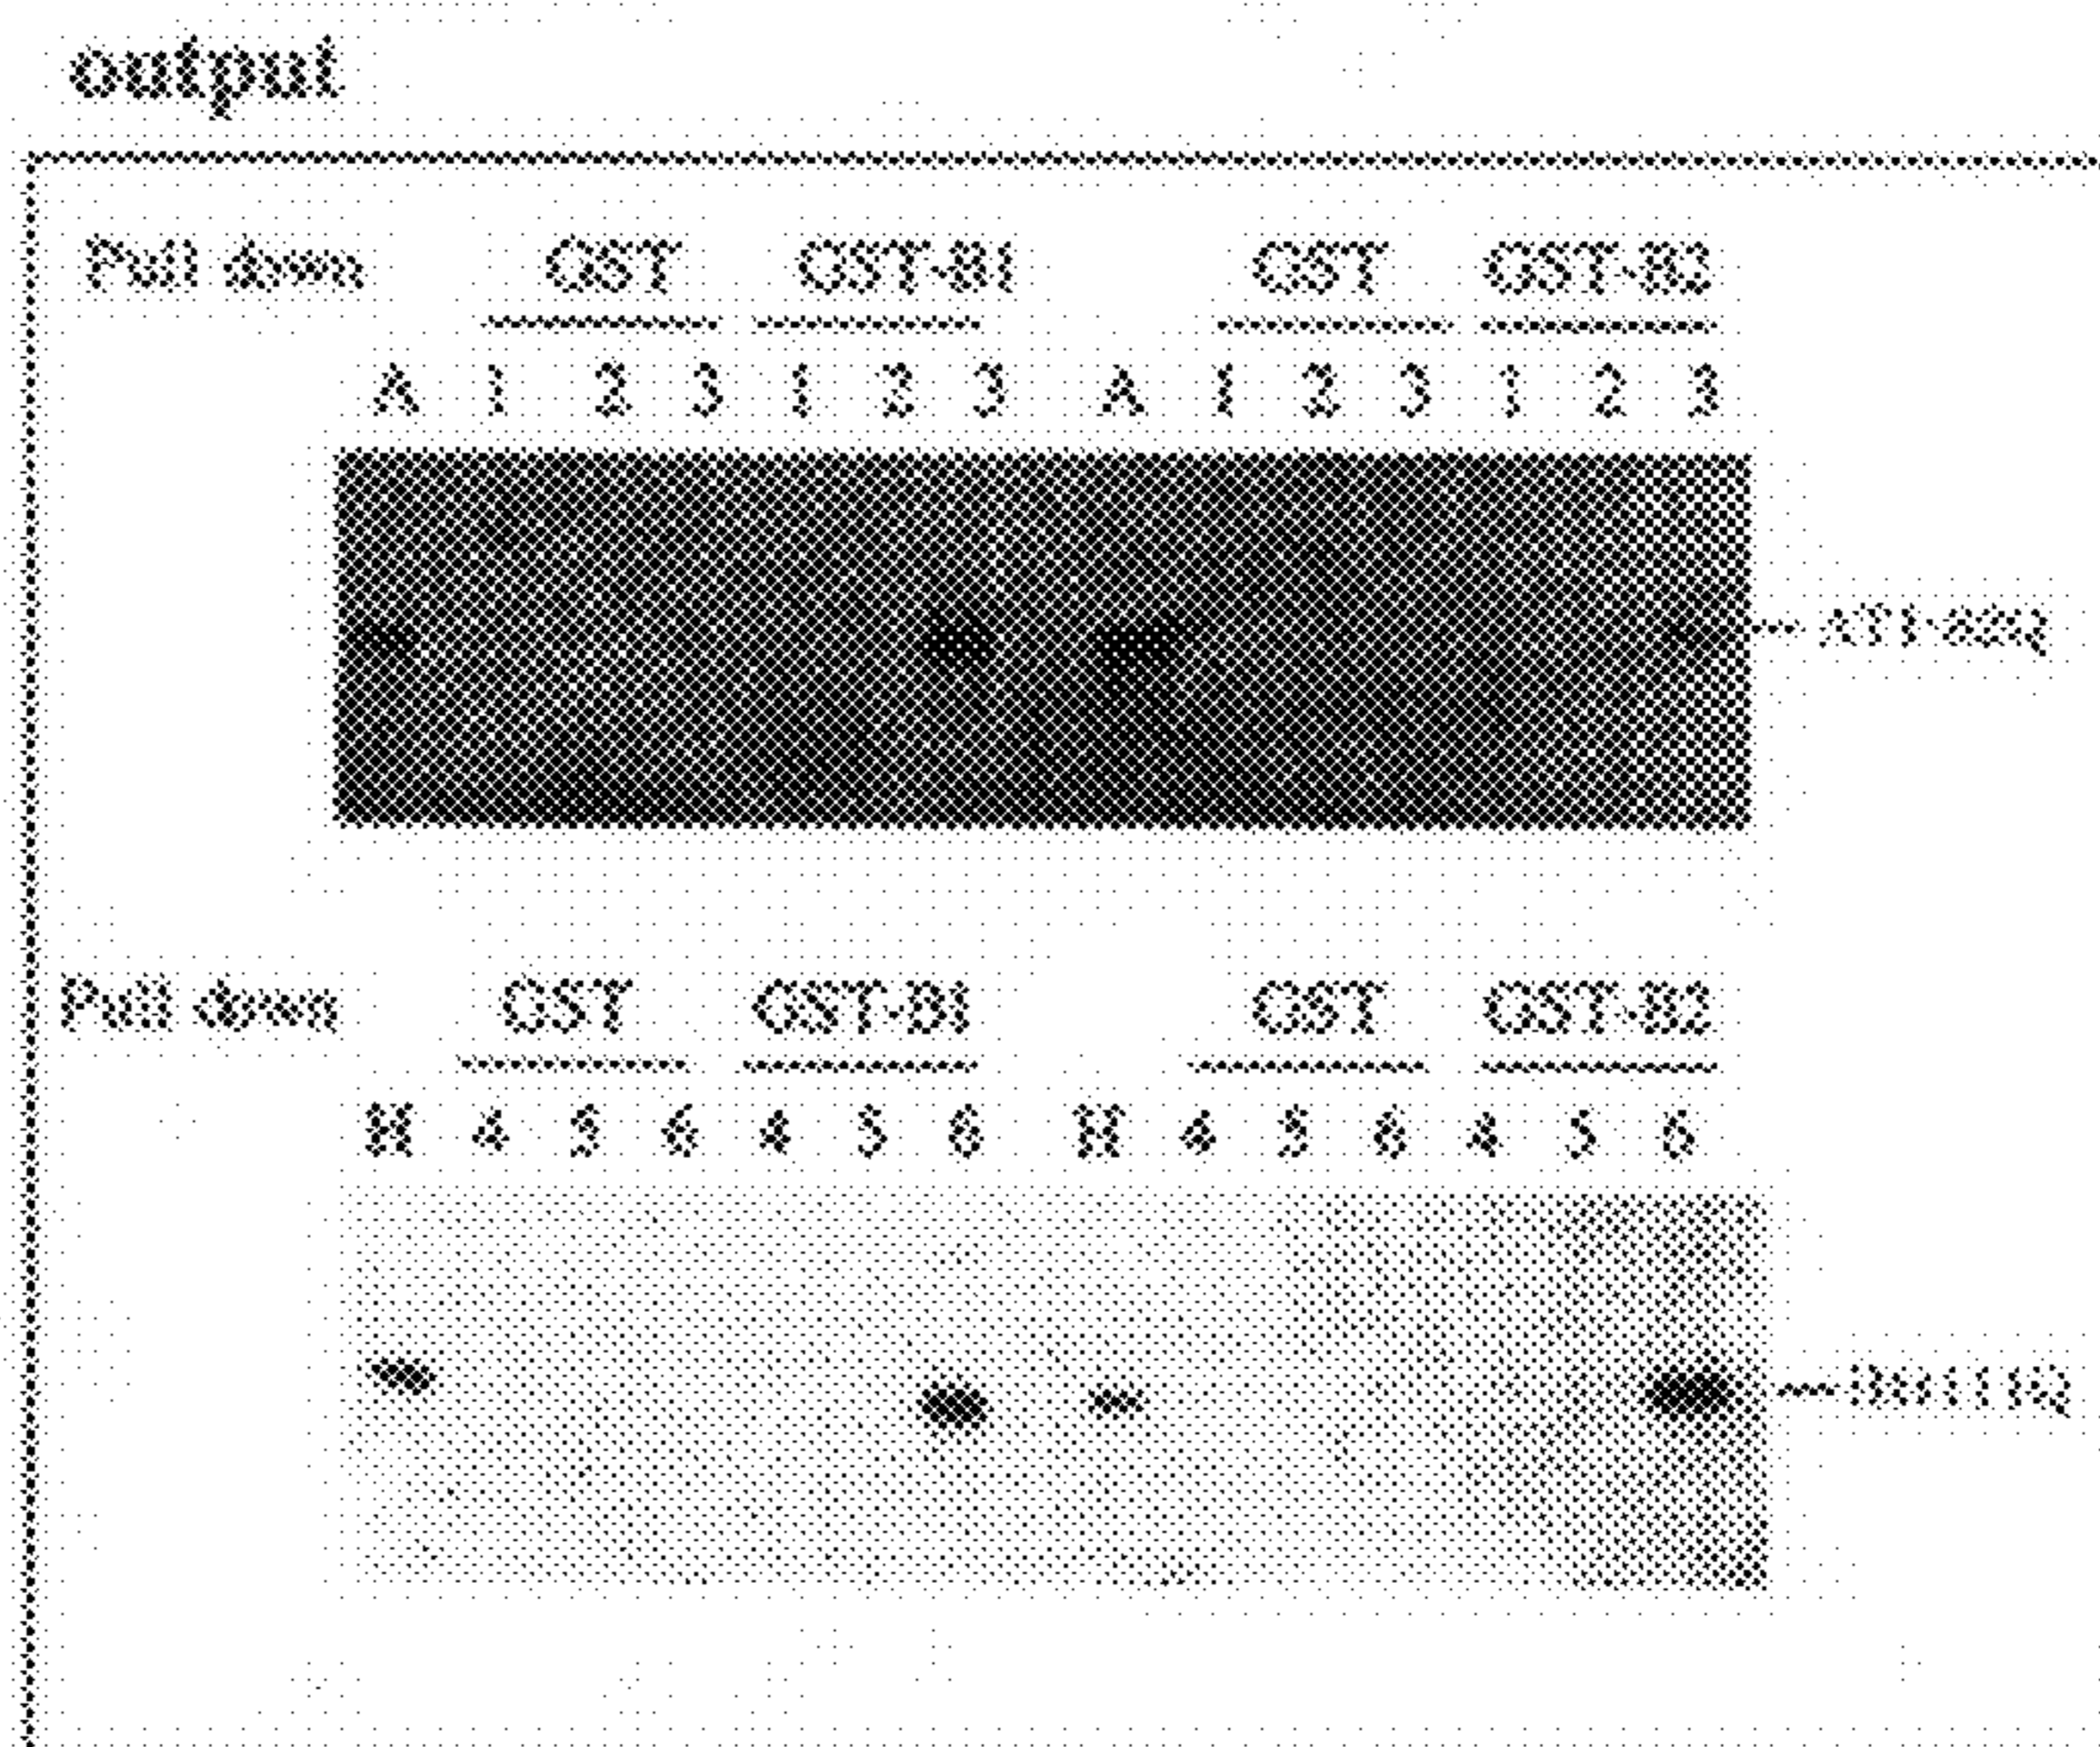 output
Pull down GST GST-B1 GST GST-B2
A 1 2 3 1 2 3 A 1 2 3 1 2 3
AT1-82Q
Pull down GST GST-B1 GST GST-B2
H 4 5 6 4 5 6 H 4 5 6 4 5 6